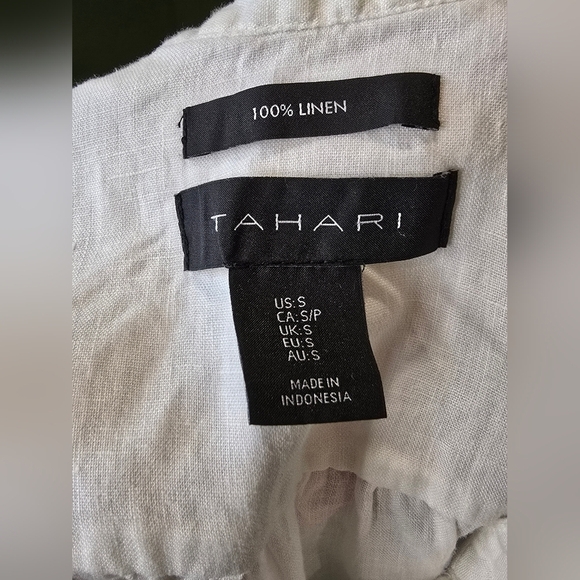 100% LINEN
TAHARI
US:S
CA:S/P
UK:S
EU:S
AU:S
MADE IN
INDONESIA